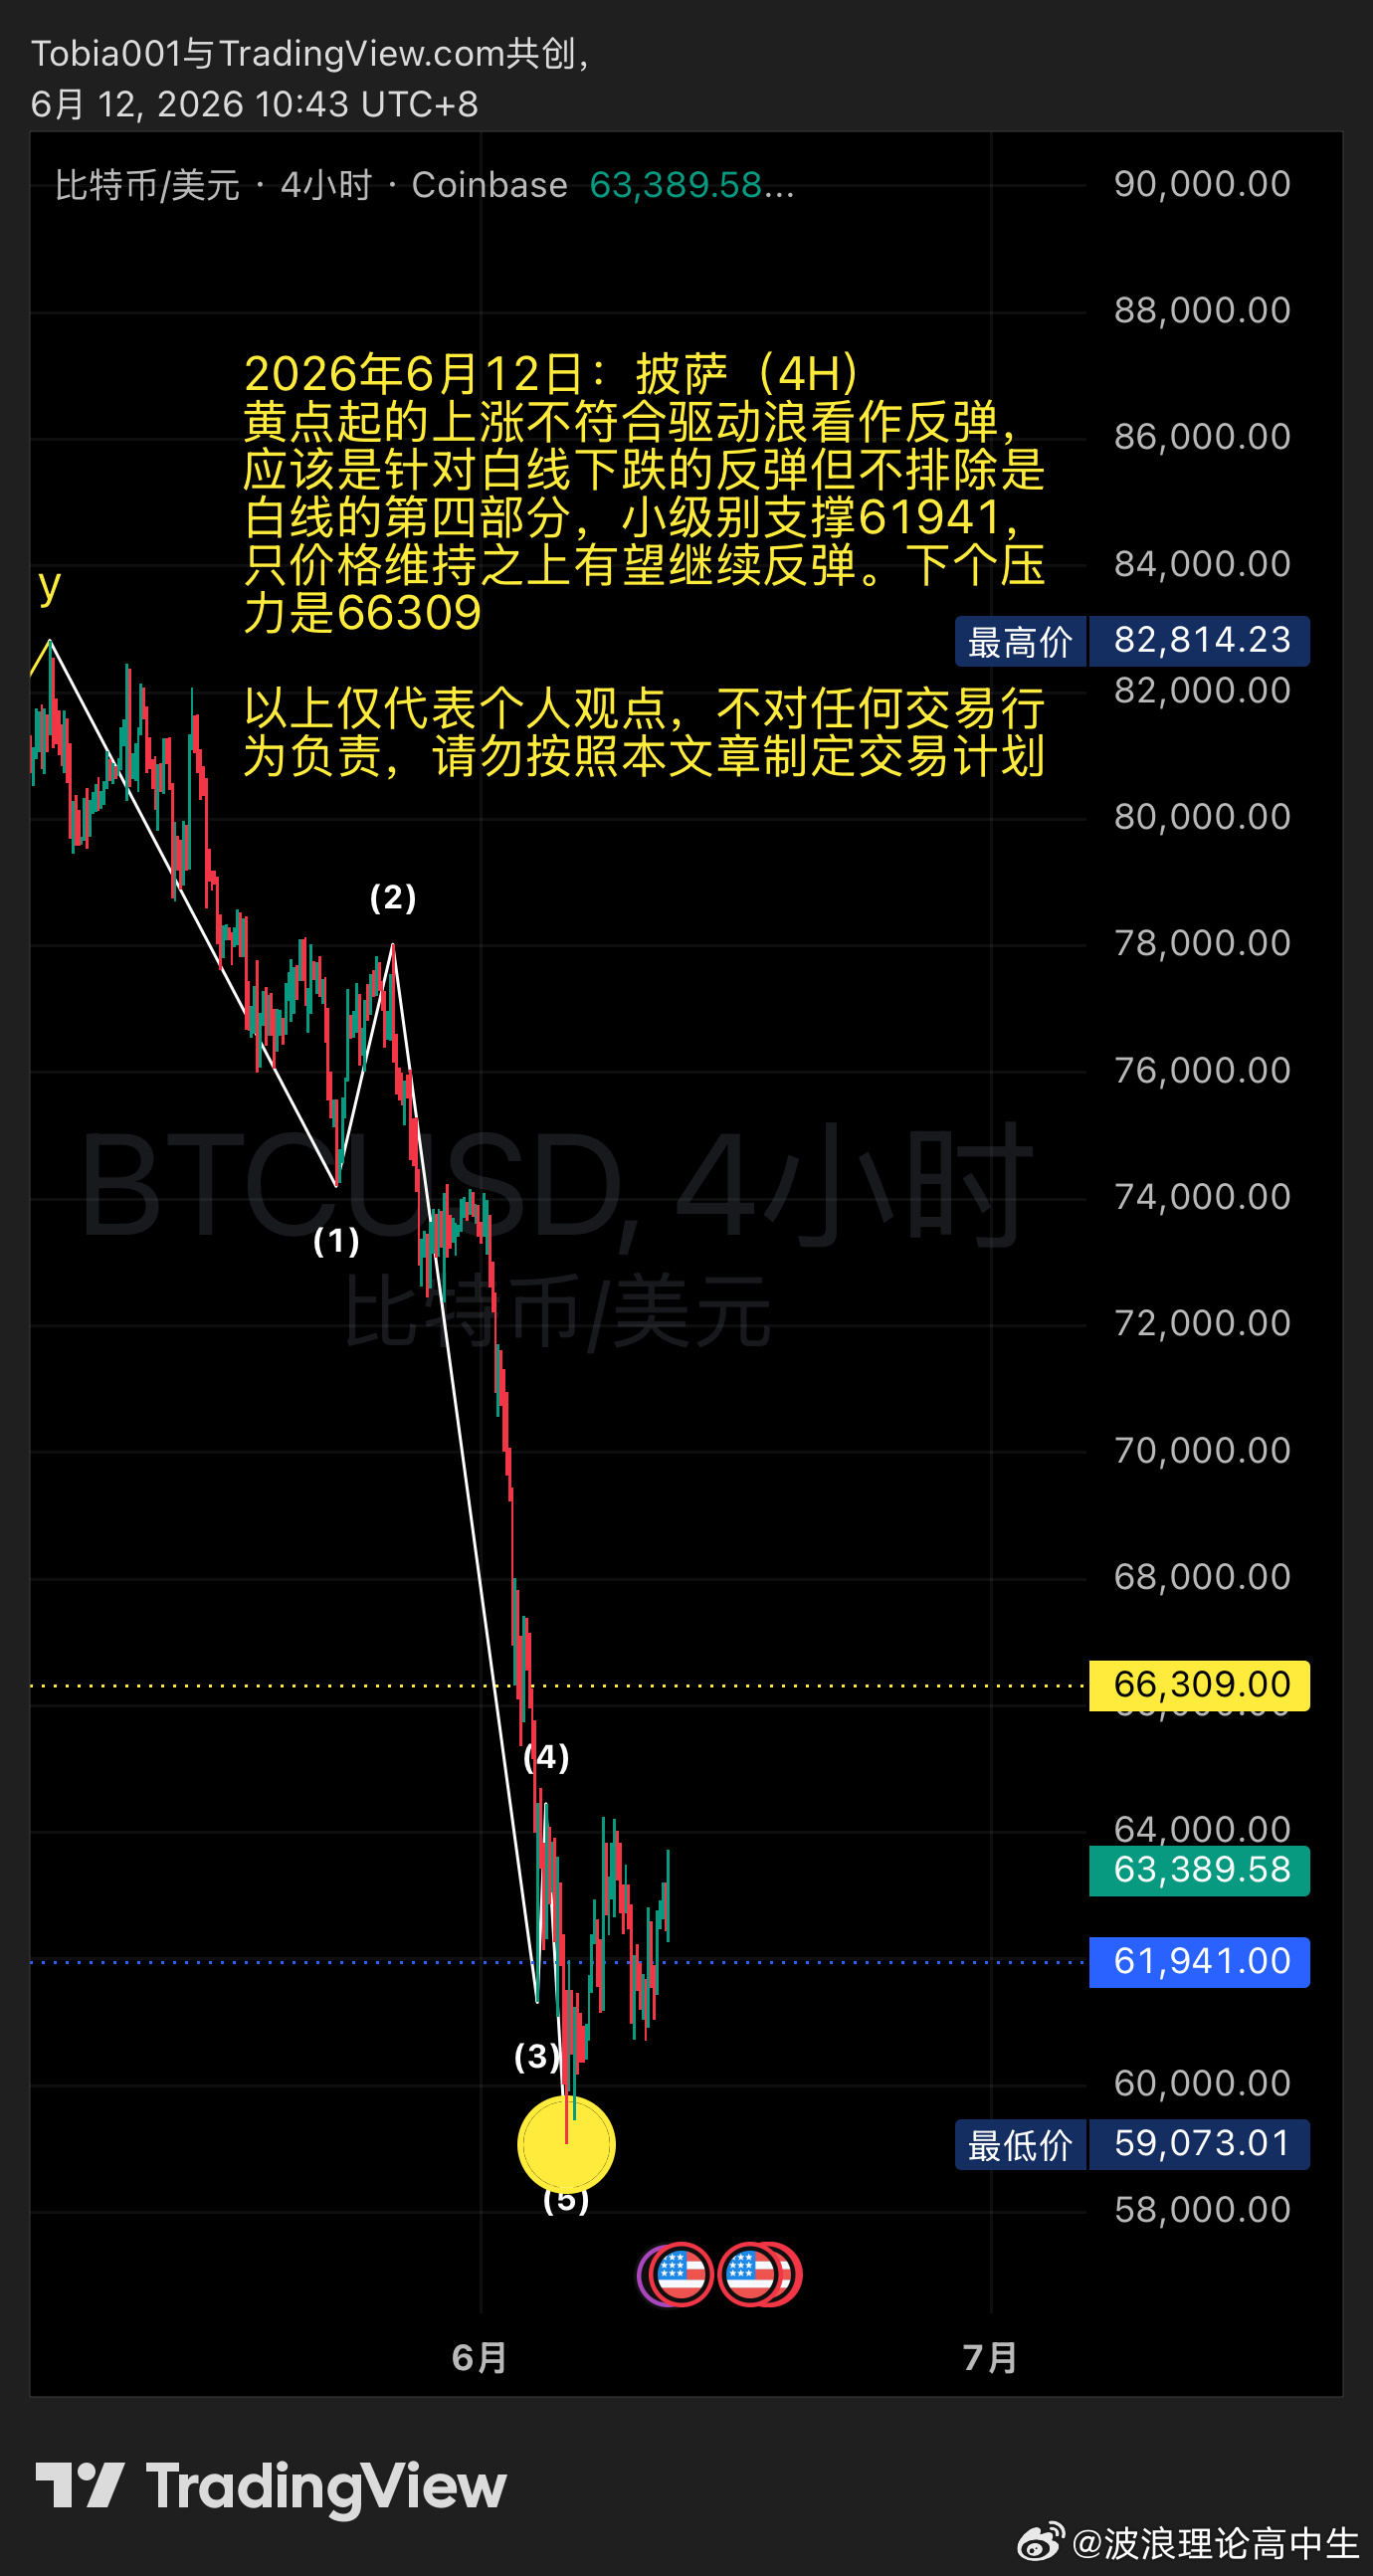 Tobia001与TradingView.com共创,
6月 12, 2026 10:43 UTC+8
比特币/美元 · 4小时 · Coinbase 63,389.58...
90,000.00
88,000.00
2026年6月12日：披萨（4H）
黄点起的上涨不符合驱动浪看作反弹，
应该是针对白线下跌的反弹但不排除是
白线的第四部分，小级别支撑61941，
只价格维持之上有望继续反弹。下个压
力是66309
86,000.00
84,000.00
y
最高价 82,814.23
82,000.00
以上仅代表个人观点，不对任何交易行
为负责，请勿按照本文章制定交易计划
80,000.00
(2)
78,000.00
76,000.00
BTCUSD, 4小时
74,000.00
(1)
比特币/美元
72,000.00
70,000.00
68,000.00
66,309.00
(4)
64,000.00
63,389.58
61,941.00
(3)
60,000.00
最低价 59,073.01
(5)
58,000.00
6月 7月
TradingView
@波浪理论高中生